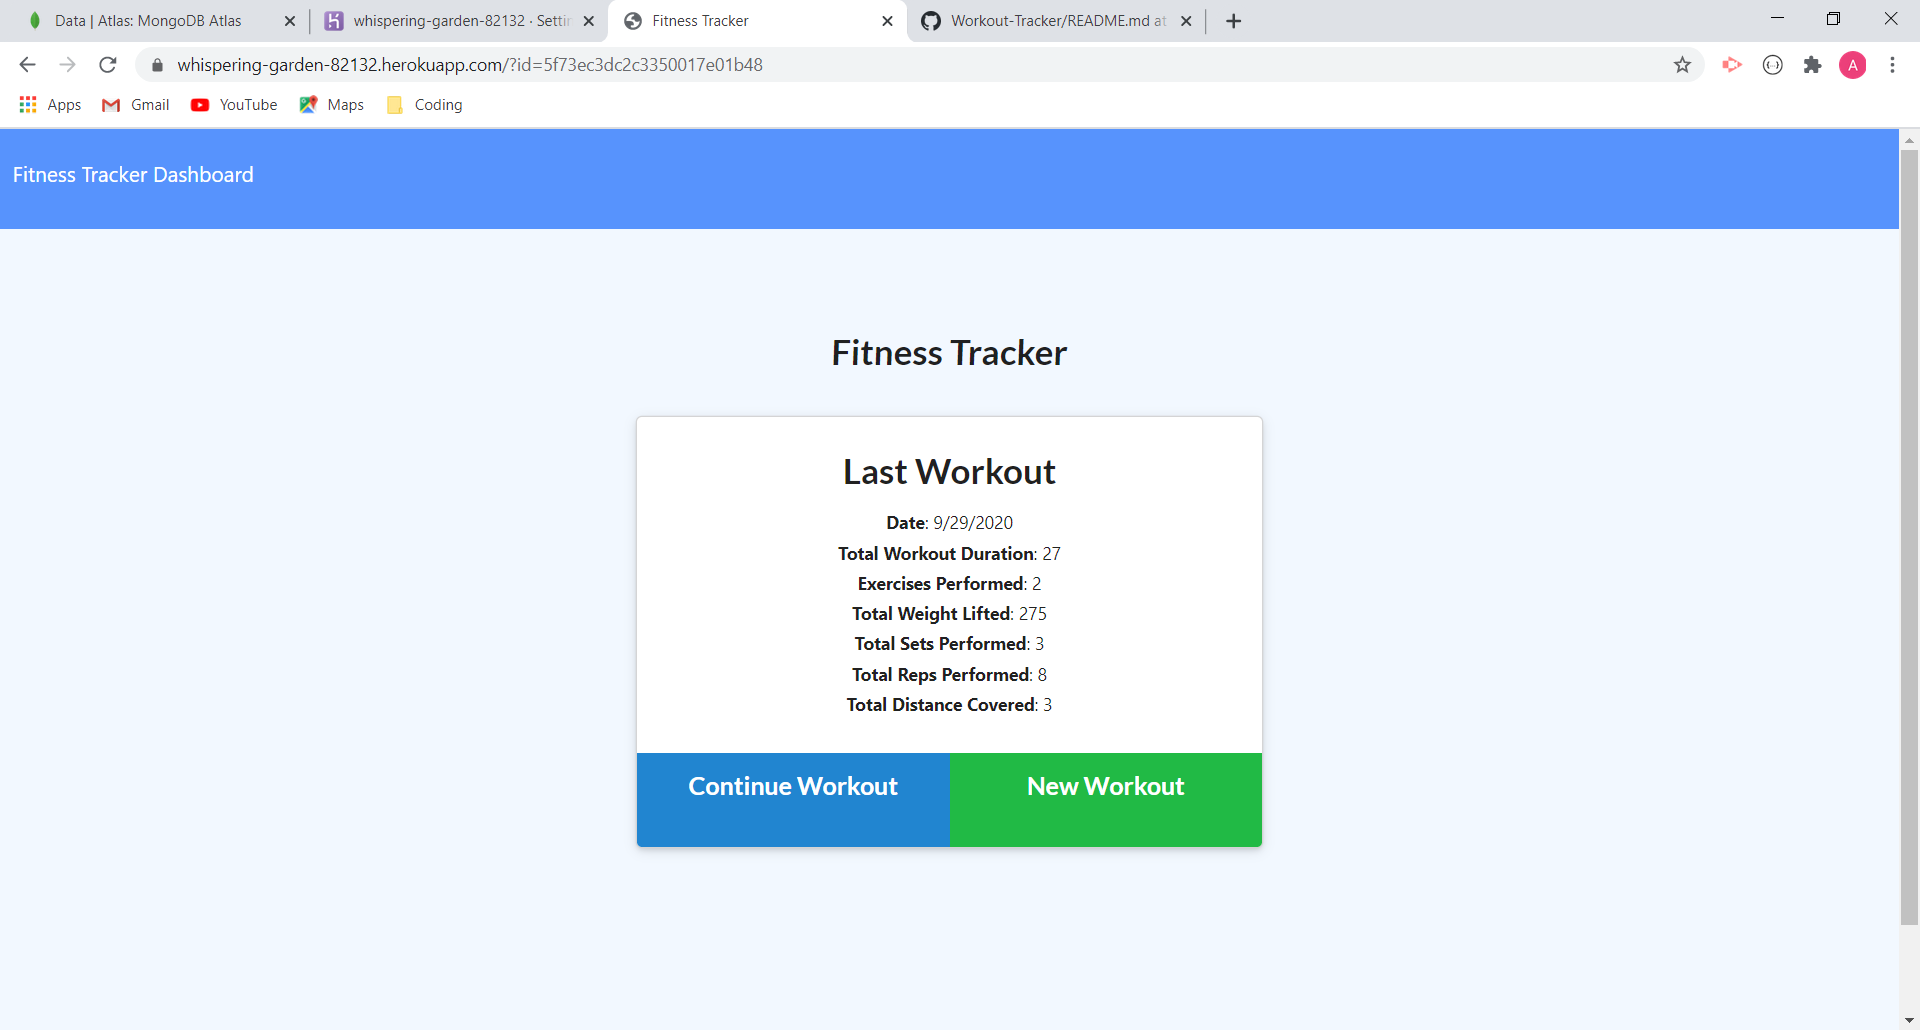 Data | Atlas: MongoDB Atlas
whispering-garden-82132 · Settin
Fitness Tracker
Workout-Tracker/README.md at
whispering-garden-82132.herokuapp.com/?id=5f73ec3dc2c3350017e01b48
A
Apps
Gmail
YouTube
Maps
Coding
Fitness Tracker Dashboard
Fitness Tracker
Last Workout
Date: 9/29/2020
Total Workout Duration: 27
Exercises Performed: 2
Total Weight Lifted: 275
Total Sets Performed: 3
Total Reps Performed: 8
Total Distance Covered: 3
Continue Workout
New Workout